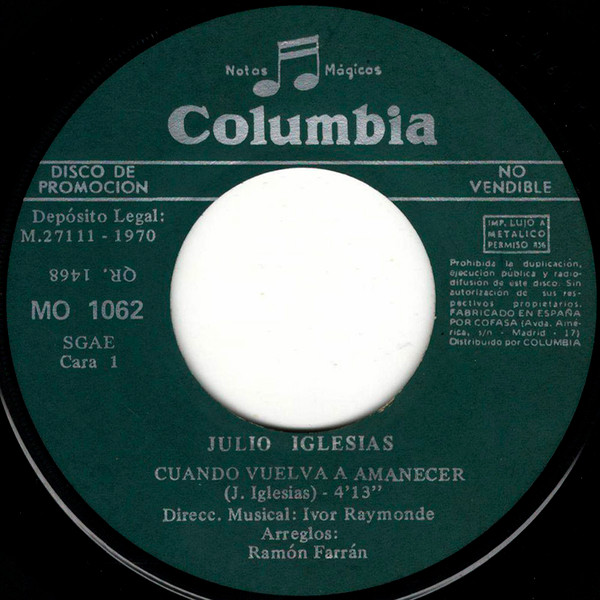 Notas Mágicas
Columbia
DISCO DE
PROMOCION
NO
VENDIBLE
Depósito Legal:
M.27111 - 1970
QR. 1468
MO 1062
SGAE
Cara 1
IMP. LUJO A
METALICO
PERMISO 836
Prohibida la duplicación,
ejecución pública y radio-
difusión de este disco. Sin
autorización de sus res-
pectivos propietarios.
FABRICADO EN ESPAÑA
POR COFASA (Avda. Amé-
rica, s/n - Madrid - 17)
Distribuido por COLUMBIA
JULIO IGLESIAS
CUANDO VUELVA A AMANECER
(J. Iglesias) - 4'13"
Direcc. Musical: Ivor Raymonde
Arreglos:
Ramón Farrán